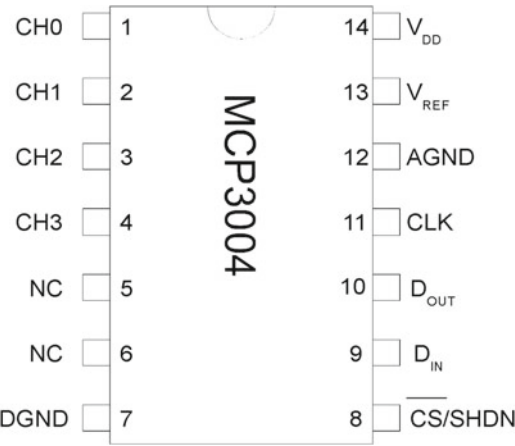 CH0 1 14 VDD
CH1 2 13 VREF
CH2 3 12 AGND
CH3 4 11 CLK
NC 5 10 DOUT
NC 6 9 DIN
DGND 7 8 CS/SHDN
MCP3004